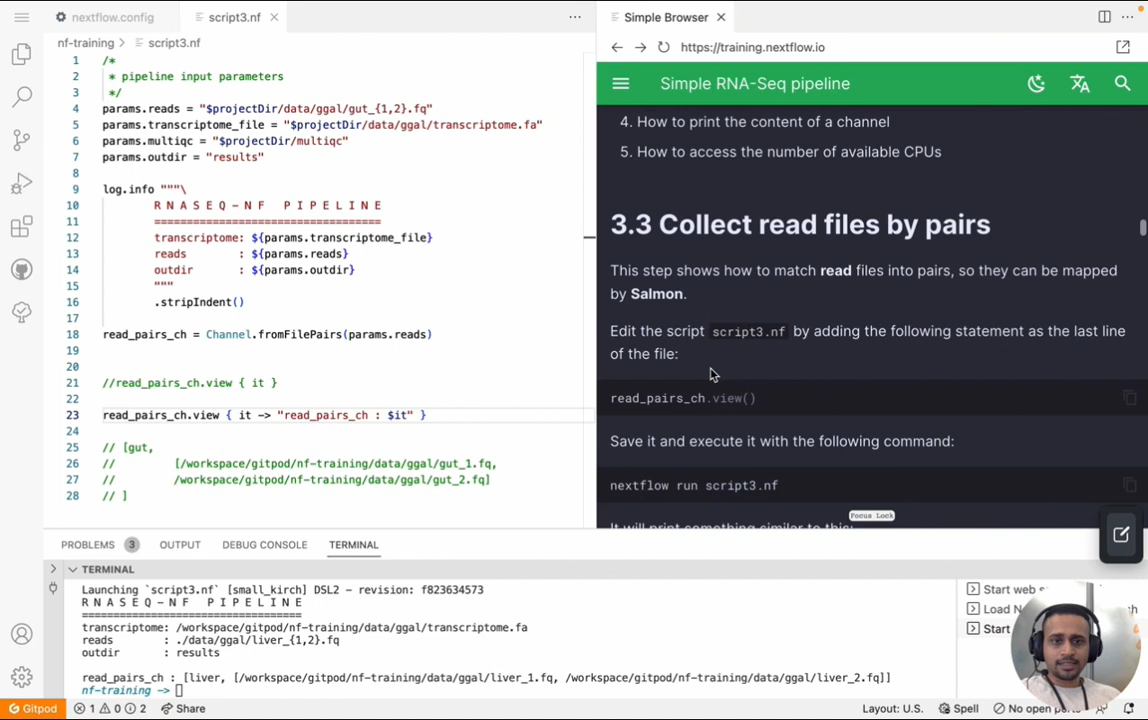 nextflow.config
script3.nf
nf-training > script3.nf
1 /*
2 * pipeline input parameters
3 */
4 params.reads = "$projectDir/data/ggal/gut_{1,2}.fq"
5 params.transcriptome_file = "$projectDir/data/ggal/transcriptome.fa"
6 params.multiqc = "$projectDir/multiqc"
7 params.outdir = "results"
8
9 log.info """\
10 R N A S E Q - N F   P I P E L I N E
11 ===================================
12 transcriptome: ${params.transcriptome_file}
13 reads        : ${params.reads}
14 outdir       : ${params.outdir}
15 """
16 .stripIndent()
17
18 read_pairs_ch = Channel.fromFilePairs(params.reads)
19
20
21 //read_pairs_ch.view { it }
22
23 read_pairs_ch.view { it -> "read_pairs_ch : $it" }
24
25 // [gut,
26 //       [/workspace/gitpod/nf-training/data/ggal/gut_1.fq,
27 //       /workspace/gitpod/nf-training/data/ggal/gut_2.fq]
28 // ]
Simple Browser
https://training.nextflow.io
Simple RNA-Seq pipeline
4. How to print the content of a channel
5. How to access the number of available CPUs
3.3 Collect read files by pairs
This step shows how to match read files into pairs, so they can be mapped
by Salmon.
Edit the script script3.nf by adding the following statement as the last line
of the file:
read_pairs_ch.view()
Save it and execute it with the following command:
nextflow run script3.nf
Focus Lock
It will print something similar to this:
PROBLEMS 3 OUTPUT DEBUG CONSOLE TERMINAL
TERMINAL
Launching `script3.nf` [small_kirch] DSL2 - revision: f823634573
R N A S E Q - N F   P I P E L I N E
===================================
transcriptome: /workspace/gitpod/nf-training/data/ggal/transcriptome.fa
reads        : ./data/ggal/liver_{1,2}.fq
outdir       : results
read_pairs_ch : [liver, [/workspace/gitpod/nf-training/data/ggal/liver_1.fq, /workspace/gitpod/nf-training/data/ggal/liver_2.fq]]
nf-training ->
Start web
Load N
Start
Gitpod 1 0 2 Share Layout: U.S. Spell No open